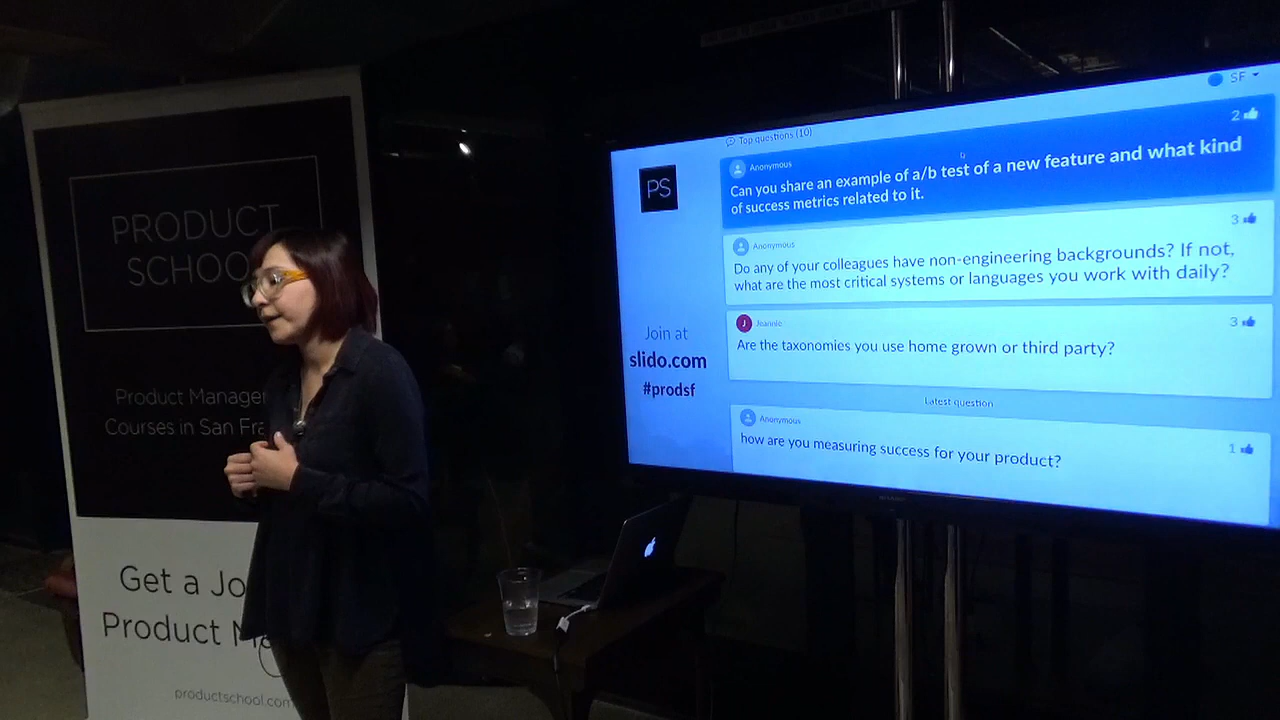 PRODUCT
SCHOO
Product Manager
Courses in San Fra
Get a Jo
Product Ma
productschool.com
PS
Join at
slido.com
#prodsf
SF
Top questions (10)
Anonymous
2
Can you share an example of a/b test of a new feature and what kind
of success metrics related to it.
Anonymous
3
Do any of your colleagues have non-engineering backgrounds? If not,
what are the most critical systems or languages you work with daily?
J
Joannie
3
Are the taxonomies you use home grown or third party?
Latest question
Anonymous
1
how are you measuring success for your product?